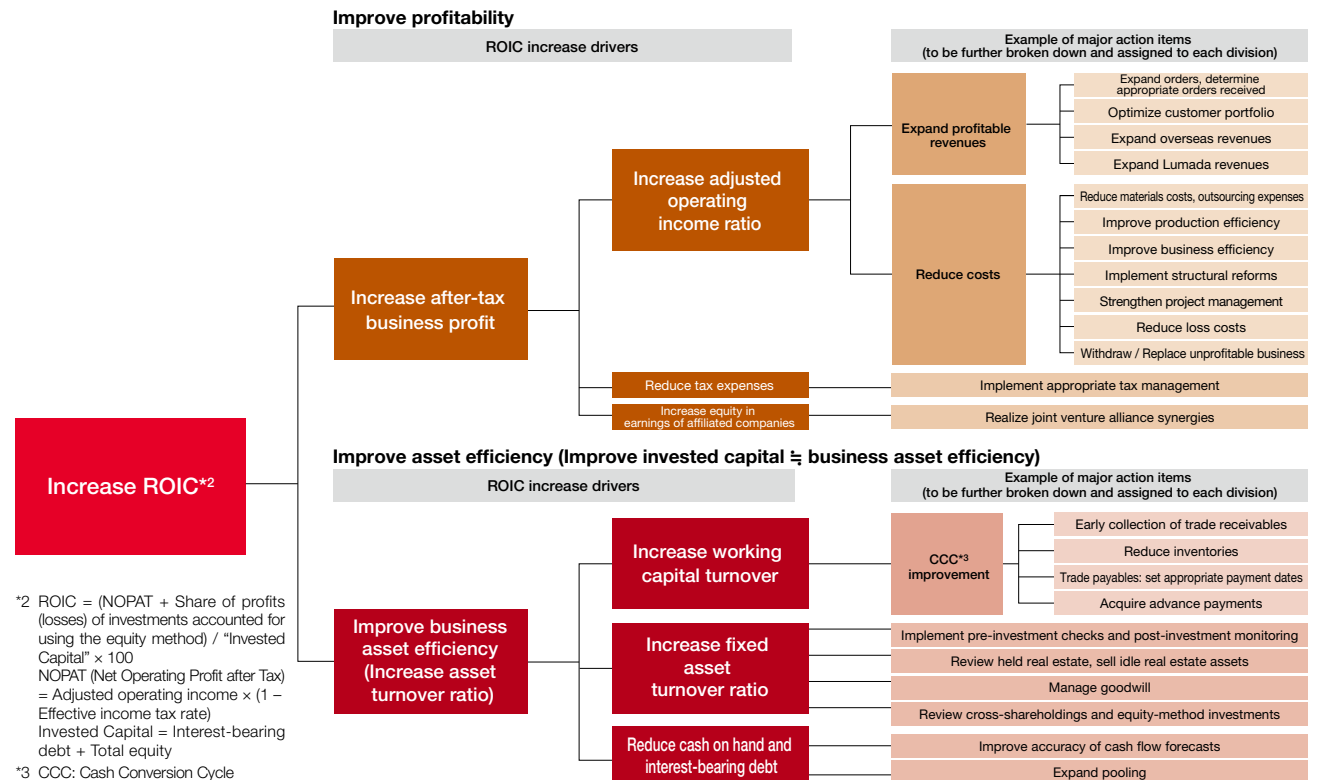 Improve profitability
ROIC increase drivers
Example of major action items
(to be further broken down and assigned to each division)
Increase ROIC*2
Increase after-tax
business profit
Increase adjusted
operating
income ratio
Expand profitable
revenues
Expand orders, determine
appropriate orders received
Optimize customer portfolio
Expand overseas revenues
Expand Lumada revenues
Reduce costs
Reduce materials costs, outsourcing expenses
Improve production efficiency
Improve business efficiency
Implement structural reforms
Strengthen project management
Reduce loss costs
Withdraw / Replace unprofitable business
Reduce tax expenses
Implement appropriate tax management
Increase equity in
earnings of affiliated companies
Realize joint venture alliance synergies
Improve asset efficiency (Improve invested capital ≒ business asset efficiency)
ROIC increase drivers
Example of major action items
(to be further broken down and assigned to each division)
Improve business
asset efficiency
(Increase asset
turnover ratio)
Increase working
capital turnover
CCC*3
improvement
Early collection of trade receivables
Reduce inventories
Trade payables: set appropriate payment dates
Acquire advance payments
Increase fixed
asset
turnover ratio
Implement pre-investment checks and post-investment monitoring
Review held real estate, sell idle real estate assets
Manage goodwill
Review cross-shareholdings and equity-method investments
Reduce cash on hand and
interest-bearing debt
Improve accuracy of cash flow forecasts
Expand pooling
*2 ROIC = (NOPAT + Share of profits
(losses) of investments accounted for
using the equity method) / “Invested
Capital” × 100
NOPAT (Net Operating Profit after Tax)
= Adjusted operating income × (1 –
Effective income tax rate)
Invested Capital = Interest-bearing
debt + Total equity
*3 CCC: Cash Conversion Cycle